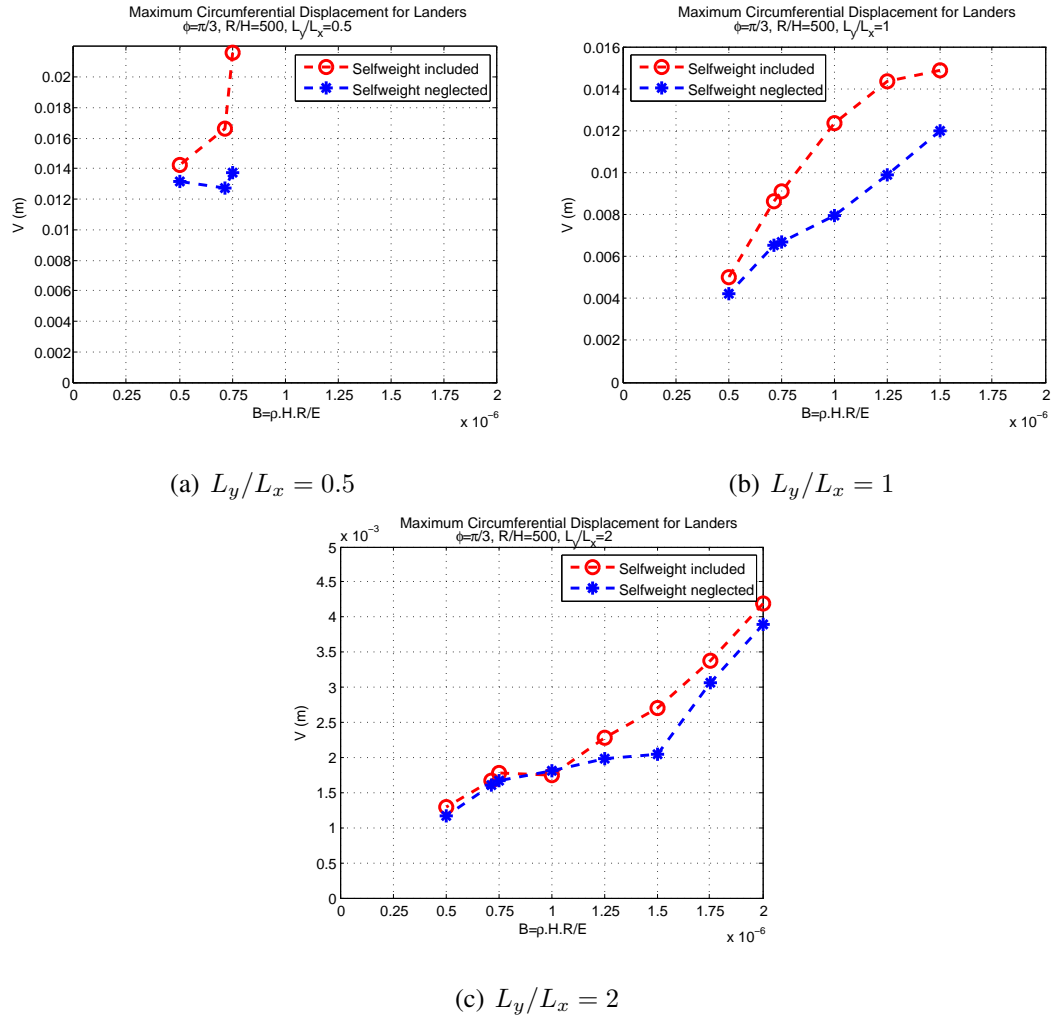 Maximum Circumferential Displacement for Landers
ϕ=π/3, R/H=500, L_y/L_x=0.5
Selfweight included
Selfweight neglected
0.02
0.018
0.016
0.014
0.012
0.01
0.008
0.006
0.004
0.002
0
V (m)
0 0.25 0.5 0.75 1 1.25 1.5 1.75 2
B=ρ.H.R/E
x 10^-6
(a) L_y/L_x = 0.5
Maximum Circumferential Displacement for Landers
ϕ=π/3, R/H=500, L_y/L_x=1
Selfweight included
Selfweight neglected
0.016
0.014
0.012
0.01
0.008
0.006
0.004
0.002
0
V (m)
0 0.25 0.5 0.75 1 1.25 1.5 1.75 2
B=ρ.H.R/E
x 10^-6
(b) L_y/L_x = 1
x 10^-3
Maximum Circumferential Displacement for Landers
ϕ=π/3, R/H=500, L_y/L_x=2
Selfweight included
Selfweight neglected
5
4.5
4
3.5
3
2.5
2
1.5
1
0.5
0
V (m)
0 0.25 0.5 0.75 1 1.25 1.5 1.75 2
B=ρ.H.R/E
x 10^-6
(c) L_y/L_x = 2